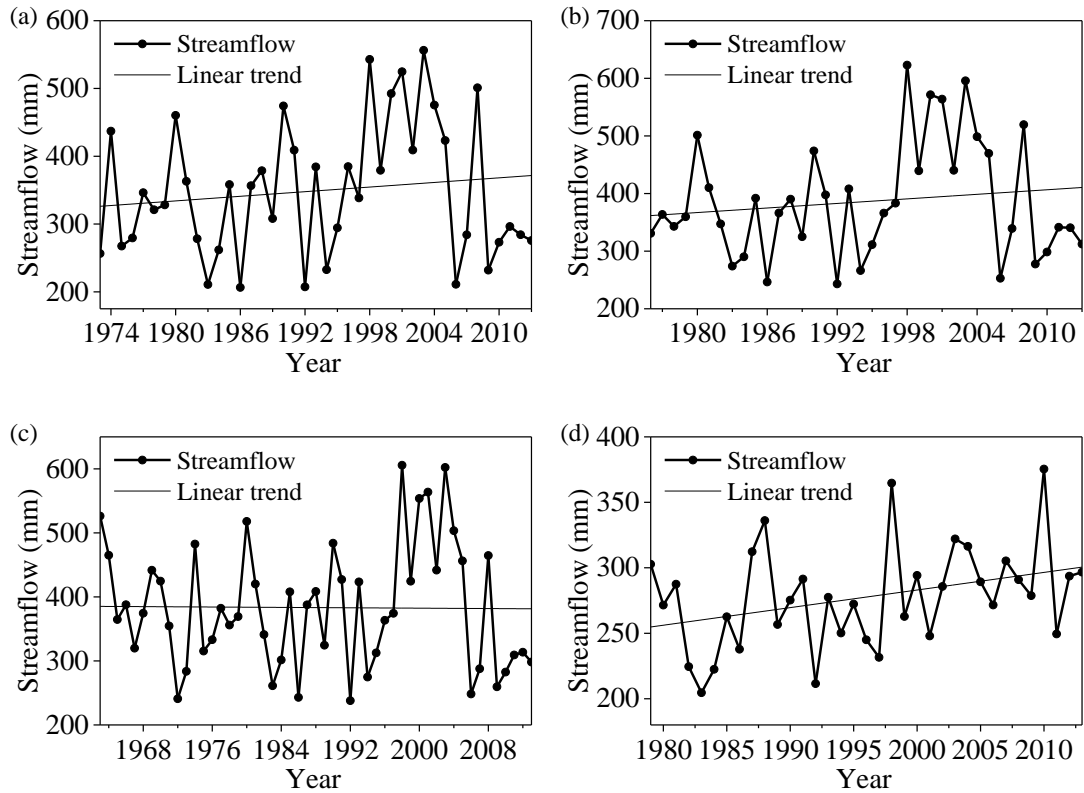 (a)
600
500
400
300
200
Streamflow (mm)
Streamflow
Linear trend
1974 1980 1986 1992 1998 2004 2010
Year
(b)
700
600
500
400
300
200
Streamflow (mm)
Streamflow
Linear trend
1980 1986 1992 1998 2004 2010
Year
(c)
600
500
400
300
200
Streamflow (mm)
Streamflow
Linear trend
1968 1976 1984 1992 2000 2008
Year
(d)
400
350
300
250
200
Streamflow (mm)
Streamflow
Linear trend
1980 1985 1990 1995 2000 2005 2010
Year